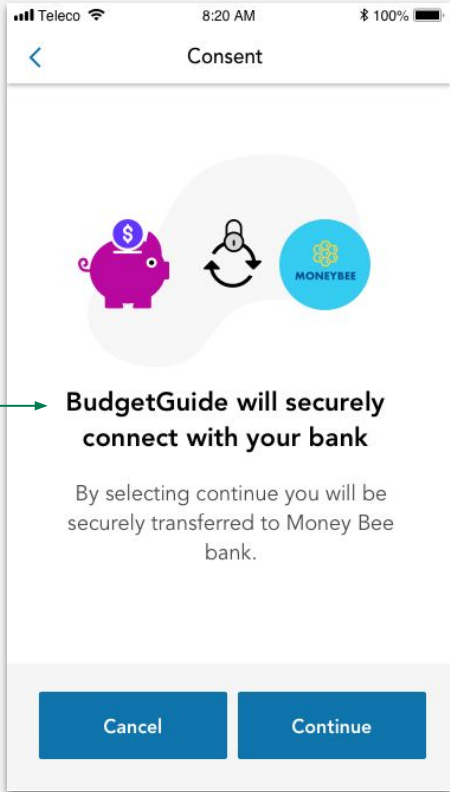 Teleco 8:20 AM 100%
Consent
$
MONEYBEE
BudgetGuide will securely
connect with your bank
By selecting continue you will be
securely transferred to Money Bee
bank.
Cancel Continue